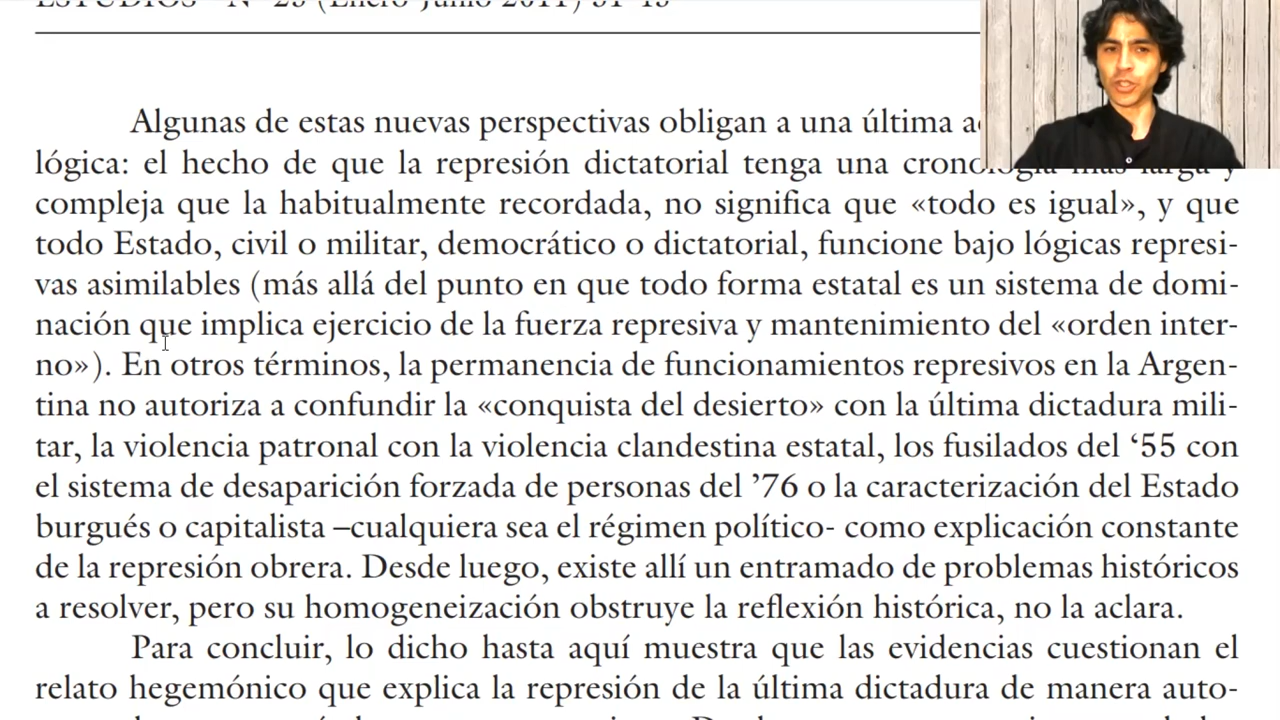 ESTUDIOS - N° 25 (Enero-Junio 2011)
Algunas de estas nuevas perspectivas obligan a una última
lógica: el hecho de que la represión dictatorial tenga una cronología más larga y
compleja que la habitualmente recordada, no significa que «todo es igual», y que
todo Estado, civil o militar, democrático o dictatorial, funcione bajo lógicas represi-
vas asimilables (más allá del punto en que todo forma estatal es un sistema de domi-
nación que implica ejercicio de la fuerza represiva y mantenimiento del «orden inter-
no»). En otros términos, la permanencia de funcionamientos represivos en la Argen-
tina no autoriza a confundir la «conquista del desierto» con la última dictadura mili-
tar, la violencia patronal con la violencia clandestina estatal, los fusilados del ‘55 con
el sistema de desaparición forzada de personas del ’76 o la caracterización del Estado
burgués o capitalista –cualquiera sea el régimen político- como explicación constante
de la represión obrera. Desde luego, existe allí un entramado de problemas históricos
a resolver, pero su homogeneización obstruye la reflexión histórica, no la aclara.
Para concluir, lo dicho hasta aquí muestra que las evidencias cuestionan el
relato hegemónico que explica la represión de la última dictadura de manera auto-